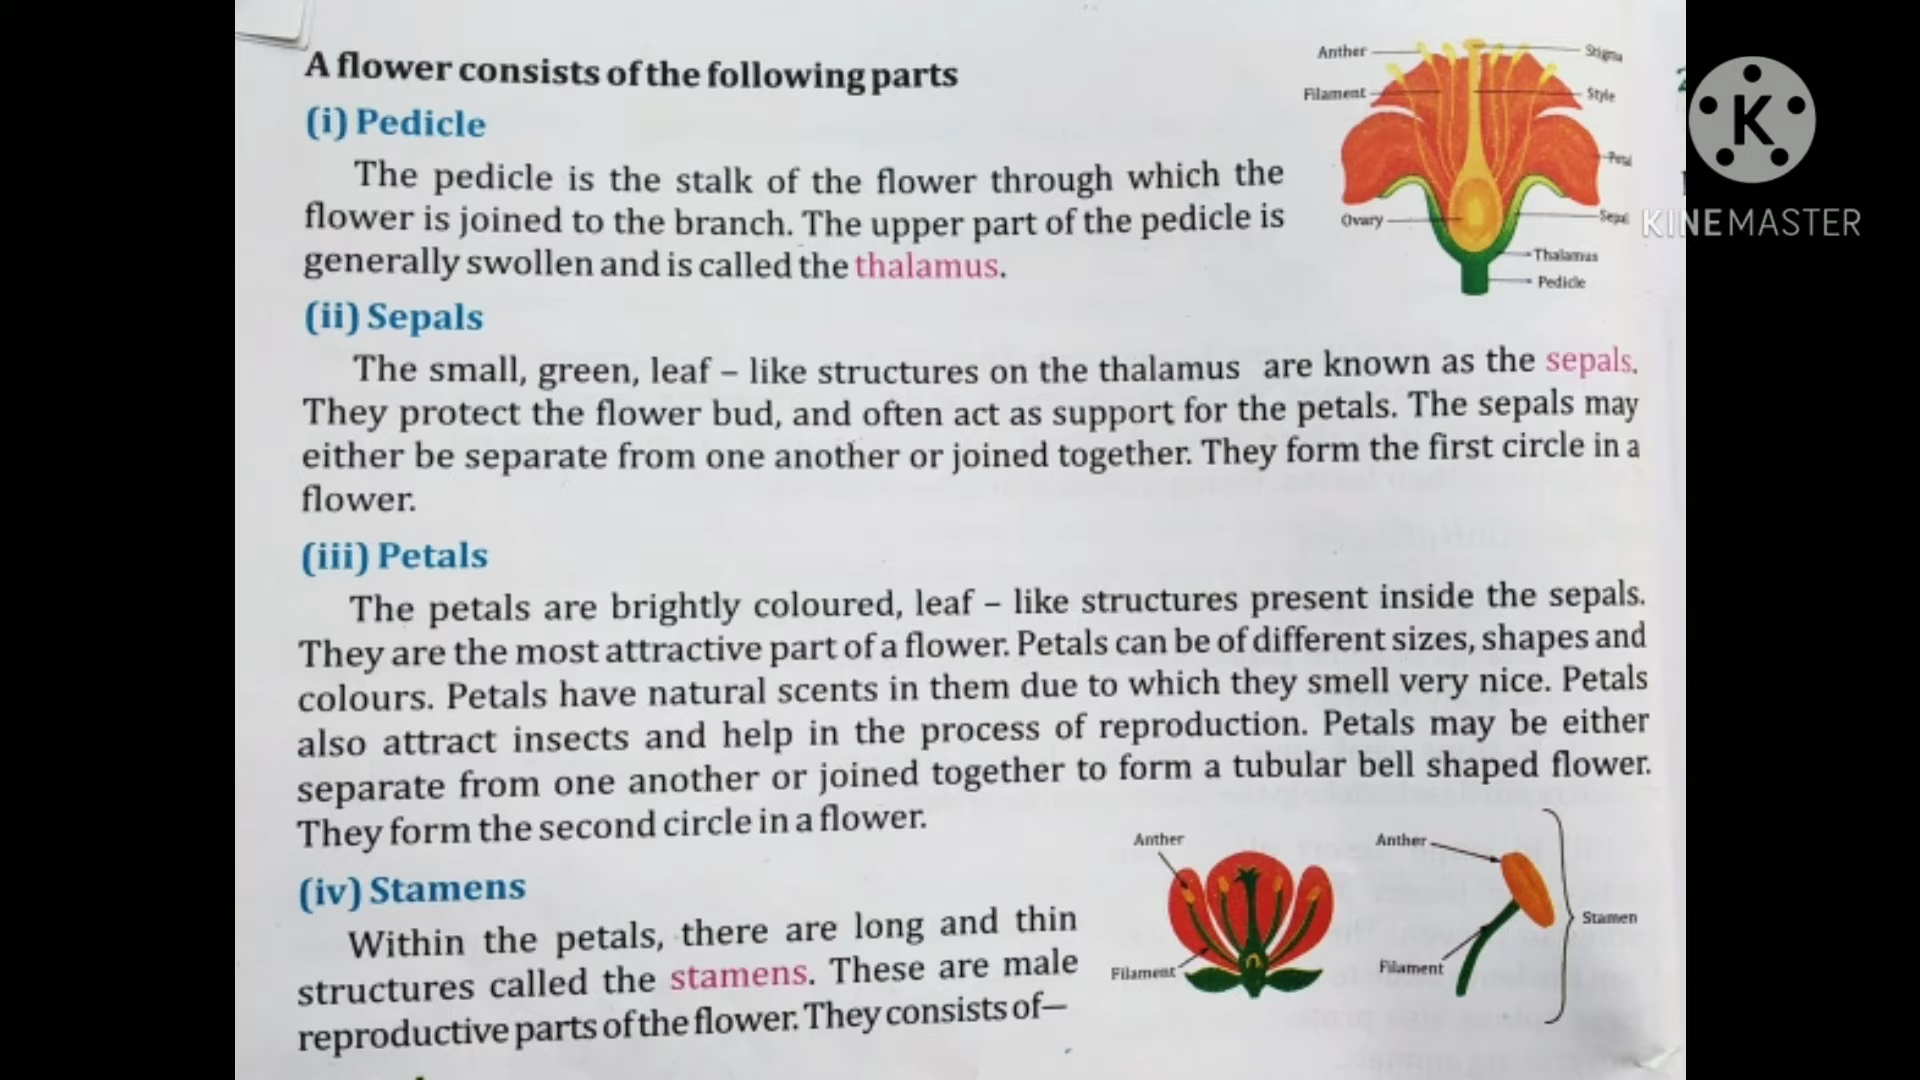 A flower consists of the following parts
(i) Pedicle
The pedicle is the stalk of the flower through which the
flower is joined to the branch. The upper part of the pedicle is
generally swollen and is called the thalamus.
Anther
Stigma
Filament
Style
Petal
Ovary
Sepal
Thalamus
Pedicle
K
KINEMASTER
(ii) Sepals
The small, green, leaf – like structures on the thalamus are known as the sepals.
They protect the flower bud, and often act as support for the petals. The sepals may
either be separate from one another or joined together. They form the first circle in a
flower.
(iii) Petals
The petals are brightly coloured, leaf – like structures present inside the sepals.
They are the most attractive part of a flower. Petals can be of different sizes, shapes and
colours. Petals have natural scents in them due to which they smell very nice. Petals
also attract insects and help in the process of reproduction. Petals may be either
separate from one another or joined together to form a tubular bell shaped flower.
They form the second circle in a flower.
(iv) Stamens
Within the petals, there are long and thin
structures called the stamens. These are male
reproductive parts of the flower. They consists of—
Anther
Filament
Anther
Filament
Stamen